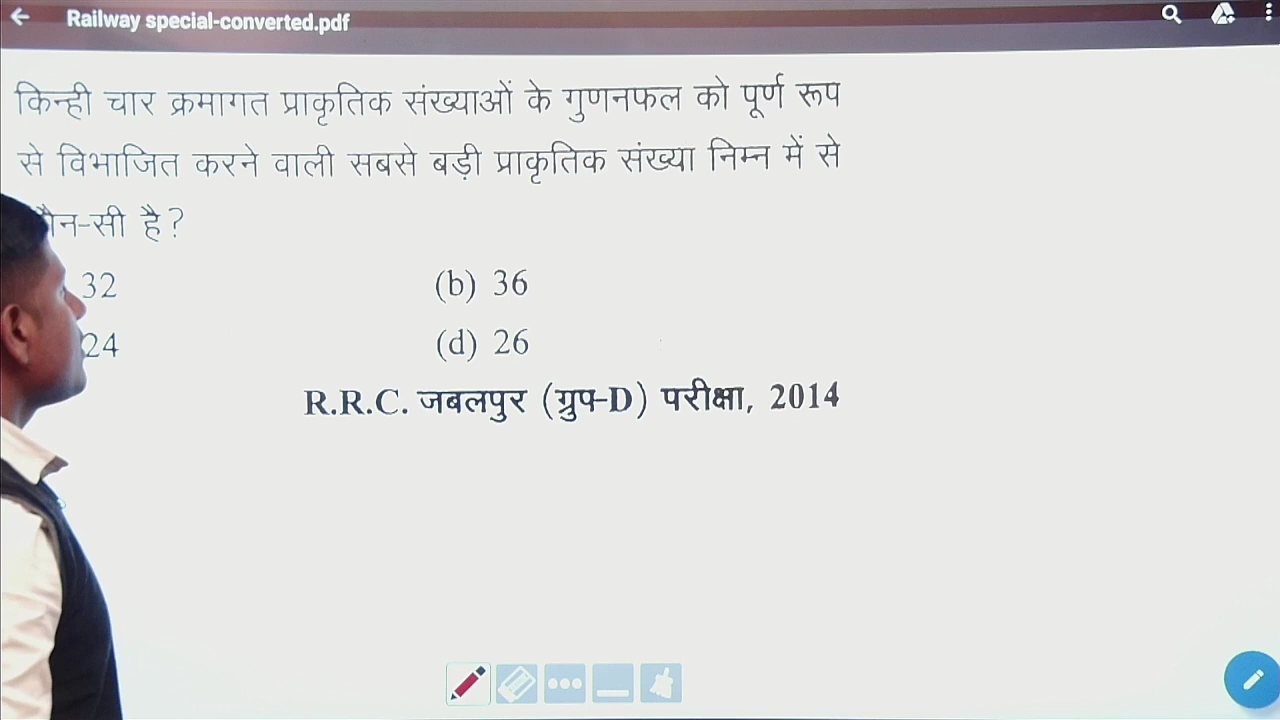 Railway special-converted.pdf
किन्ही चार क्रमागत प्राकृतिक संख्याओं के गुणनफल को पूर्ण रूप
से विभाजित करने वाली सबसे बड़ी प्राकृतिक संख्या निम्न में से
है?
32 (b) 36
24 (d) 26
R.R.C. जबलपुर (ग्रुप-D) परीक्षा, 2014